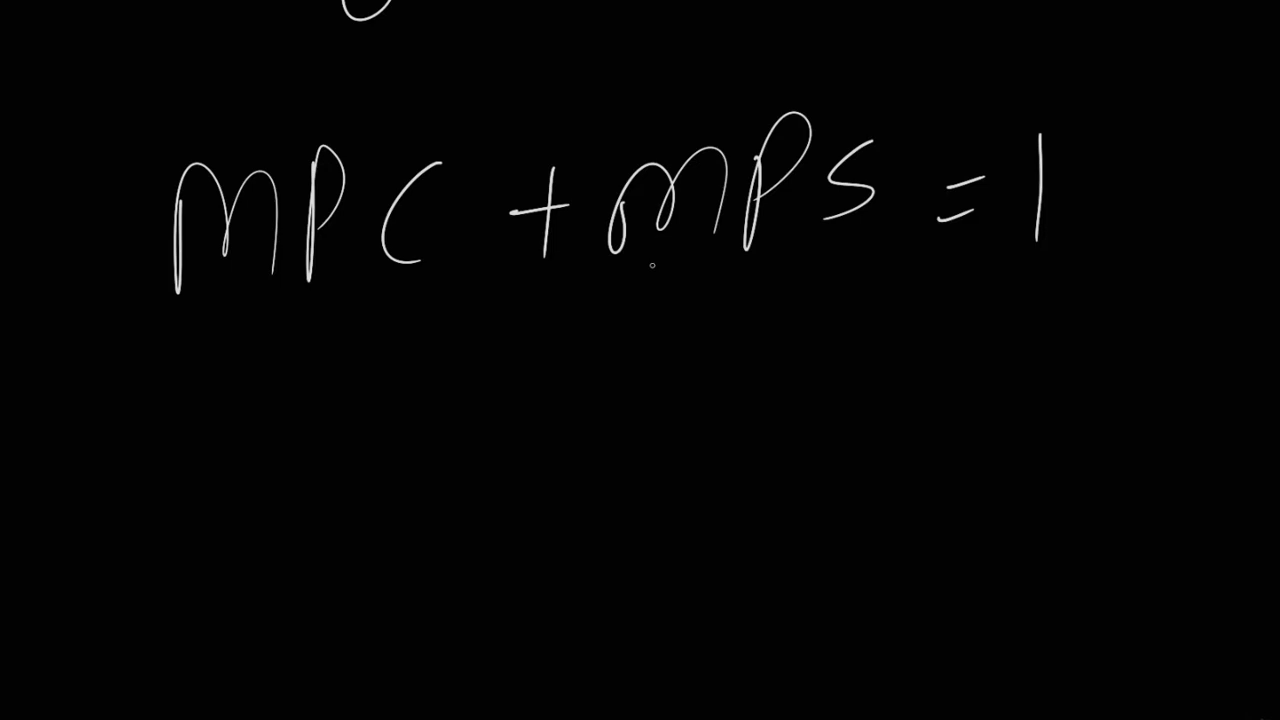 MPC + MPS = 1